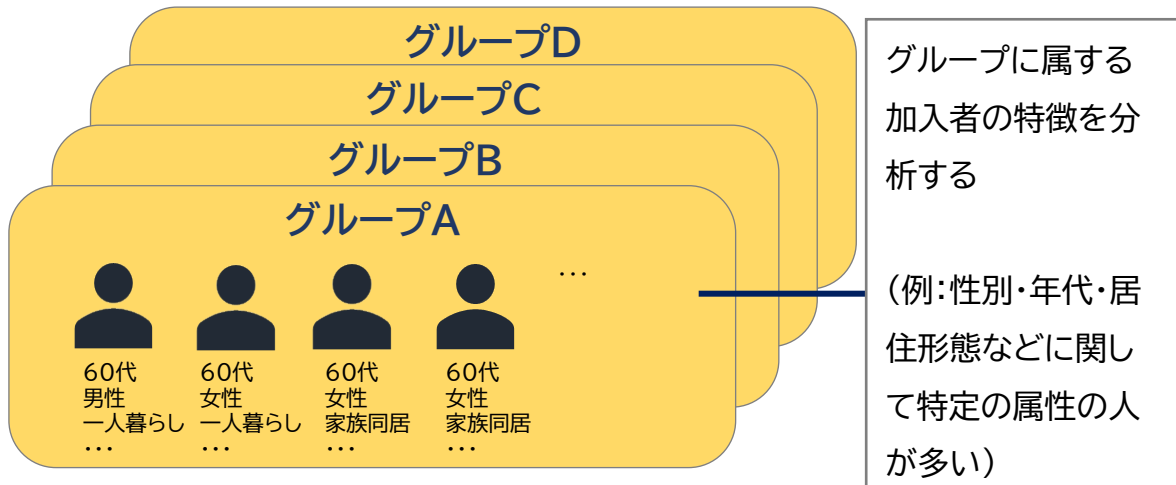 グループD
グループC
グループB
グループA
…
60代
男性
一人暮らし
…
60代
女性
一人暮らし
…
60代
女性
家族同居
…
60代
女性
家族同居
…
グループに属する
加入者の特徴を分
析する
（例：性別・年代・居
住形態などに関し
て特定の属性の人
が多い）